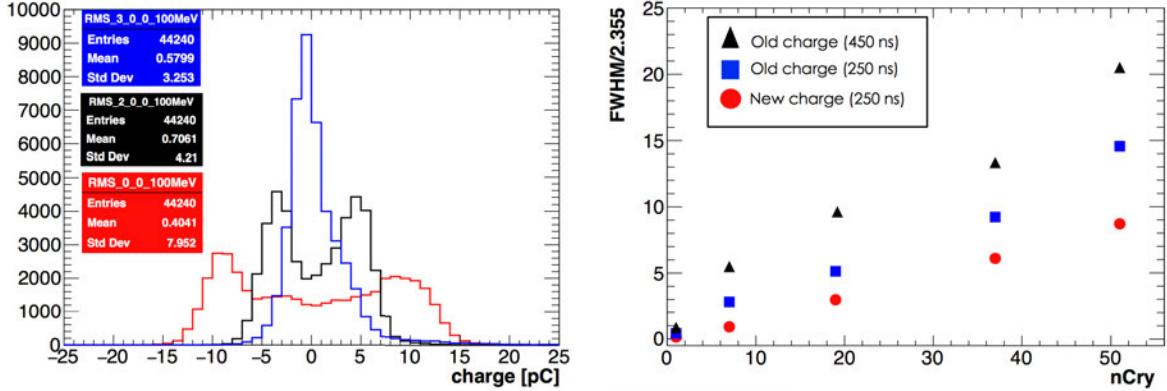 RMS_3_0_0_100MeV
Entries 44240
Mean 0.5799
Std Dev 3.253
RMS_2_0_0_100MeV
Entries 44240
Mean 0.7061
Std Dev 4.21
RMS_0_0_100MeV
Entries 44240
Mean 0.4041
Std Dev 7.952
10000
9000
8000
7000
6000
5000
4000
3000
2000
1000
0
−25 −20 −15 −10 −5 0 5 10 15 20 25
charge [pC]
FWHM/2.355
25
20
15
10
5
0
Old charge (450 ns)
Old charge (250 ns)
New charge (250 ns)
0 10 20 30 40 50
nCry